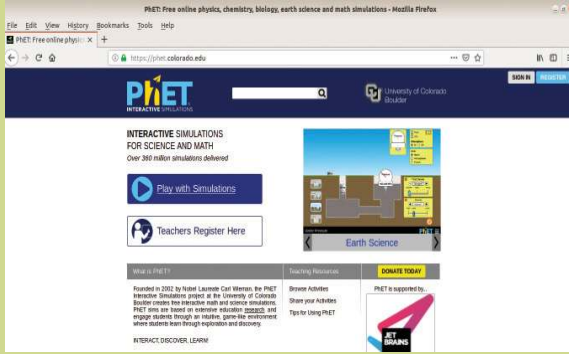 PhET: Free online physics, chemistry, biology, earth science and math simulations - Mozilla Firefox
File Edit View History Bookmarks Tools Help
PhET: Free online physic
https://phet.colorado.edu
SIGN IN REGISTER
PhET
INTERACTIVE SIMULATIONS
University of Colorado
Boulder
INTERACTIVE SIMULATIONS
FOR SCIENCE AND MATH
Over 360 million simulations delivered
Play with Simulations
Teachers Register Here
PhET
Earth Science
What is PhET?
Teaching Resources
DONATE TODAY
Founded in 2002 by Nobel Laureate Carl Wieman, the PhET
Interactive Simulations project at the University of Colorado
Boulder creates free interactive math and science simulations.
PhET sims are based on extensive education research and
engage students through an intuitive, game-like environment
where students learn through exploration and discovery.
INTERACT, DISCOVER, LEARN!
Browse Activities
Share your Activities
Tips for Using PhET
PhET is supported by..
JET
BRAINS